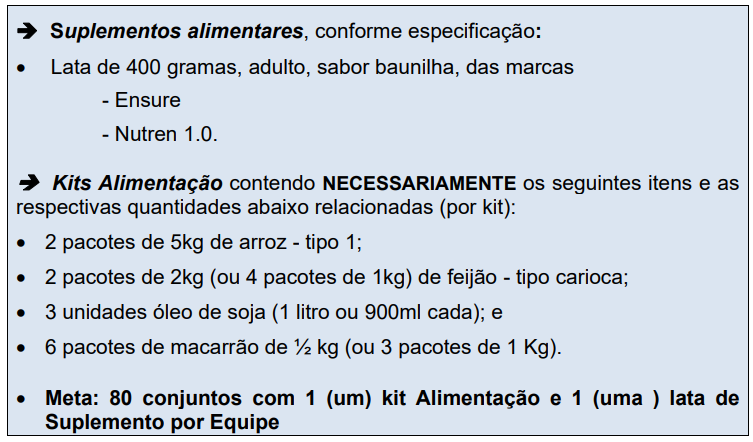 ➔ Suplementos alimentares, conforme especificação:
• Lata de 400 gramas, adulto, sabor baunilha, das marcas
- Ensure
- Nutren 1.0.
➔ Kits Alimentação contendo NECESSARIAMENTE os seguintes itens e as
respectivas quantidades abaixo relacionadas (por kit):
• 2 pacotes de 5kg de arroz - tipo 1;
• 2 pacotes de 2kg (ou 4 pacotes de 1kg) de feijão - tipo carioca;
• 3 unidades óleo de soja (1 litro ou 900ml cada); e
• 6 pacotes de macarrão de ½ kg (ou 3 pacotes de 1 Kg).
• Meta: 80 conjuntos com 1 (um) kit Alimentação e 1 (uma ) lata de
Suplemento por Equipe